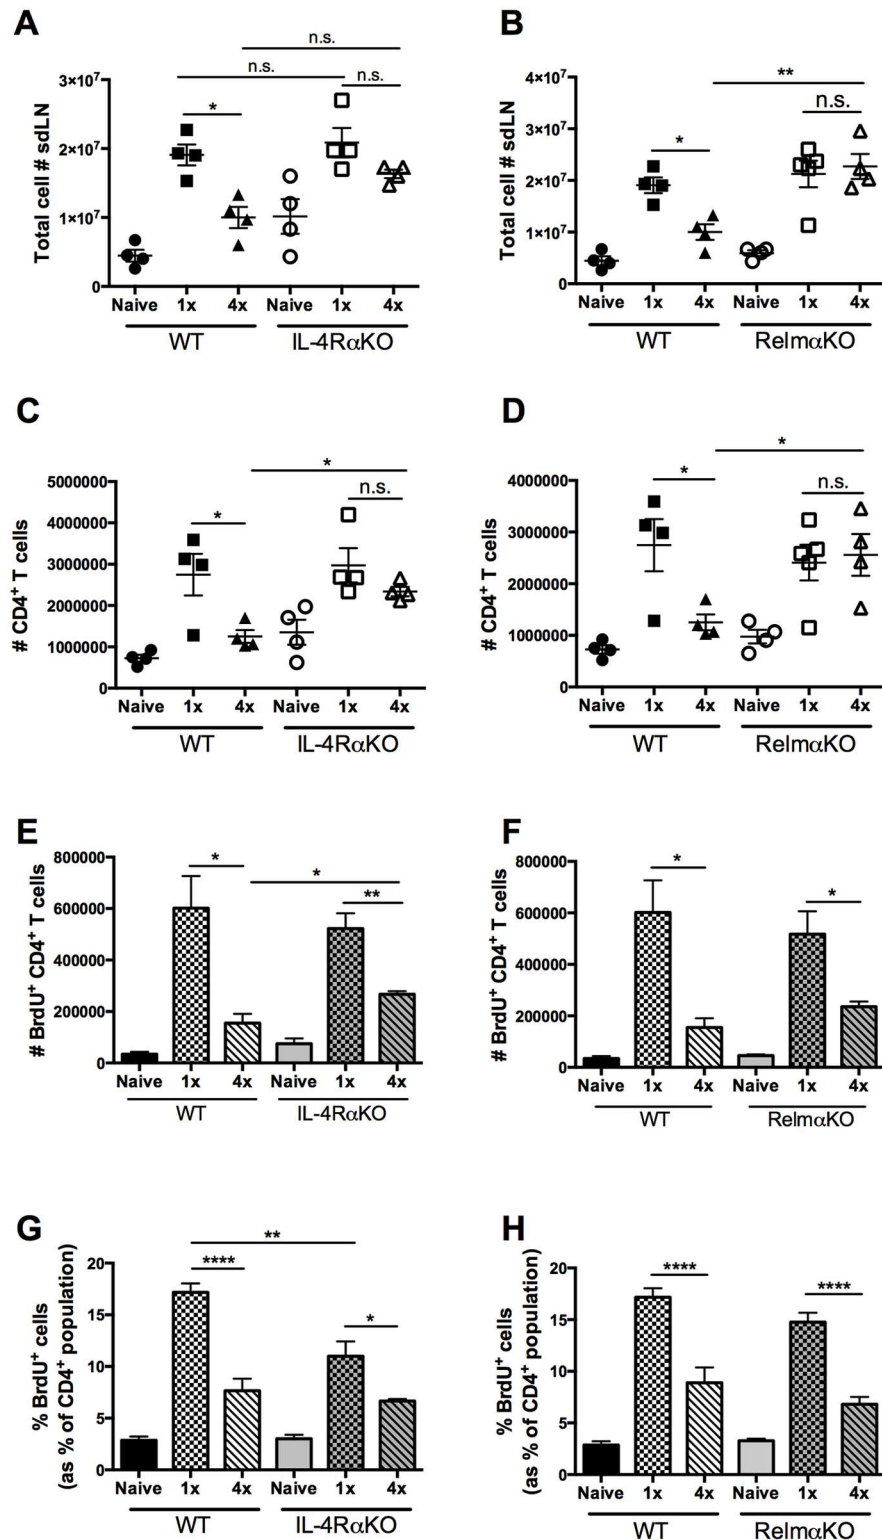 A
Total cell # sdLN
3×10⁷
2×10⁷
1×10⁷
0
n.s.
n.s.
* n.s.
Naive 1x 4x Naive 1x 4x
WT IL-4RαKO
B
Total cell # sdLN
4×10⁷
3×10⁷
2×10⁷
1×10⁷
0
**
n.s.
*
Naive 1x 4x Naive 1x 4x
WT RelmαKO
C
# CD4⁺ T cells
5000000
4000000
3000000
2000000
1000000
0
*
n.s.
*
Naive 1x 4x Naive 1x 4x
WT IL-4RαKO
D
# CD4⁺ T cells
4000000
3000000
2000000
1000000
0
*
* n.s.
Naive 1x 4x Naive 1x 4x
WT RelmαKO
E
# BrdU⁺ CD4⁺ T cells
800000
600000
400000
200000
0
*
*
**
Naive 1x 4x Naive 1x 4x
WT IL-4RαKO
F
# BrdU⁺ CD4⁺ T cells
800000
600000
400000
200000
0
*
*
Naive 1x 4x Naive 1x 4x
WT RelmαKO
G
% BrdU⁺ cells
(as % of CD4⁺ population)
20
15
10
5
0
**
****
*
Naive 1x 4x Naive 1x 4x
WT IL-4RαKO
H
% BrdU⁺ cells
(as % of CD4⁺ population)
20
15
10
5
0
****
****
Naive 1x 4x Naive 1x 4x
WT RelmαKO